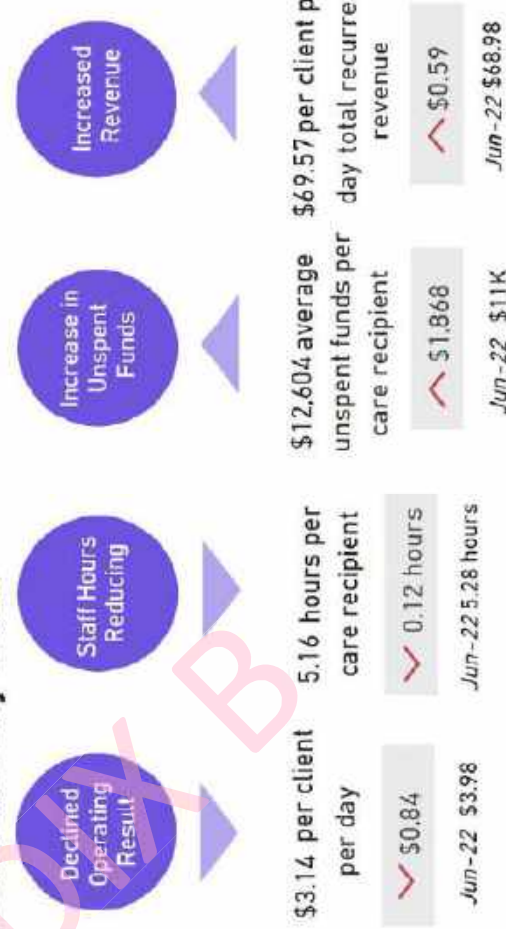 Declined
Operating
Result
$3.14 per client
per day
$0.84
Jun-22 $3.98
Staff Hours
Reducing
5.16 hours per
care recipient
0.12 hours
Jun-22 5.28 hours
Increase in
Unspent
Funds
$12,604 average
unspent funds per
care recipient
$1,868
Jun-22 $11K
Increased
Revenue
$69.57 per client
day total
revenue
$0.59
Jun-22 $68.98
DIX B